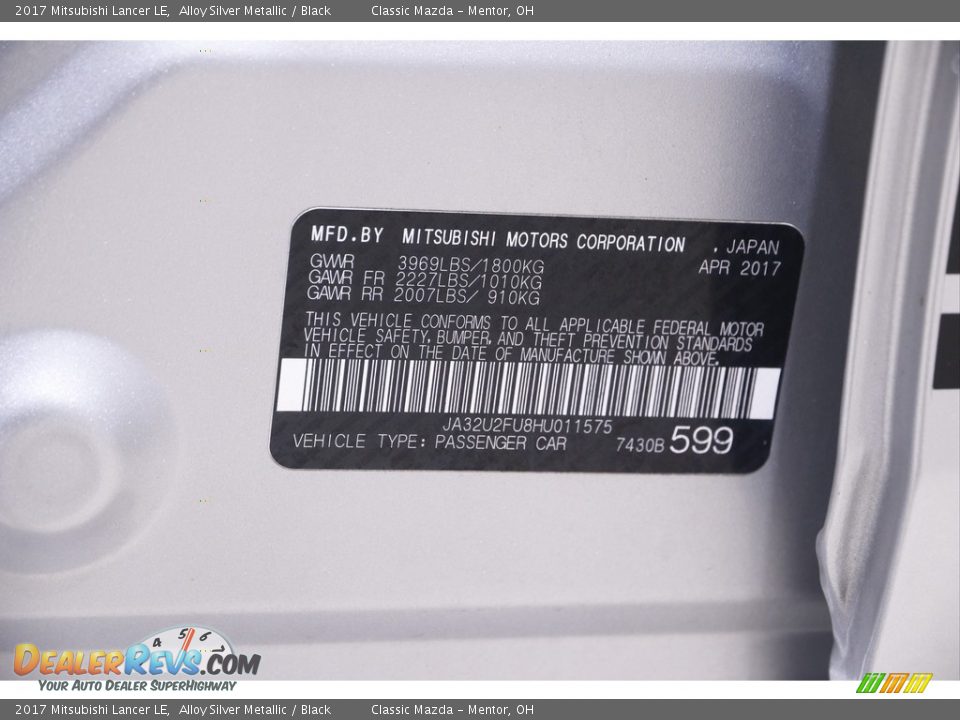 2017 Mitsubishi Lancer LE, Alloy Silver Metallic / Black Classic Mazda – Mentor, OH
MFD.BY MITSUBISHI MOTORS CORPORATION , JAPAN
GVWR 3969LBS/1800KG APR 2017
GAWR FR 2227LBS/1010KG
GAWR RR 2007LBS/ 910KG
THIS VEHICLE CONFORMS TO ALL APPLICABLE FEDERAL MOTOR
VEHICLE SAFETY, BUMPER, AND THEFT PREVENTION STANDARDS
IN EFFECT ON THE DATE OF MANUFACTURE SHOWN ABOVE.
JA32U2FU8HU011575
VEHICLE TYPE: PASSENGER CAR 7430B 599
4 5 6 7
DEALERREVS.COM
YOUR AUTO DEALER SUPERHIGHWAY
2017 Mitsubishi Lancer LE, Alloy Silver Metallic / Black Classic Mazda – Mentor, OH